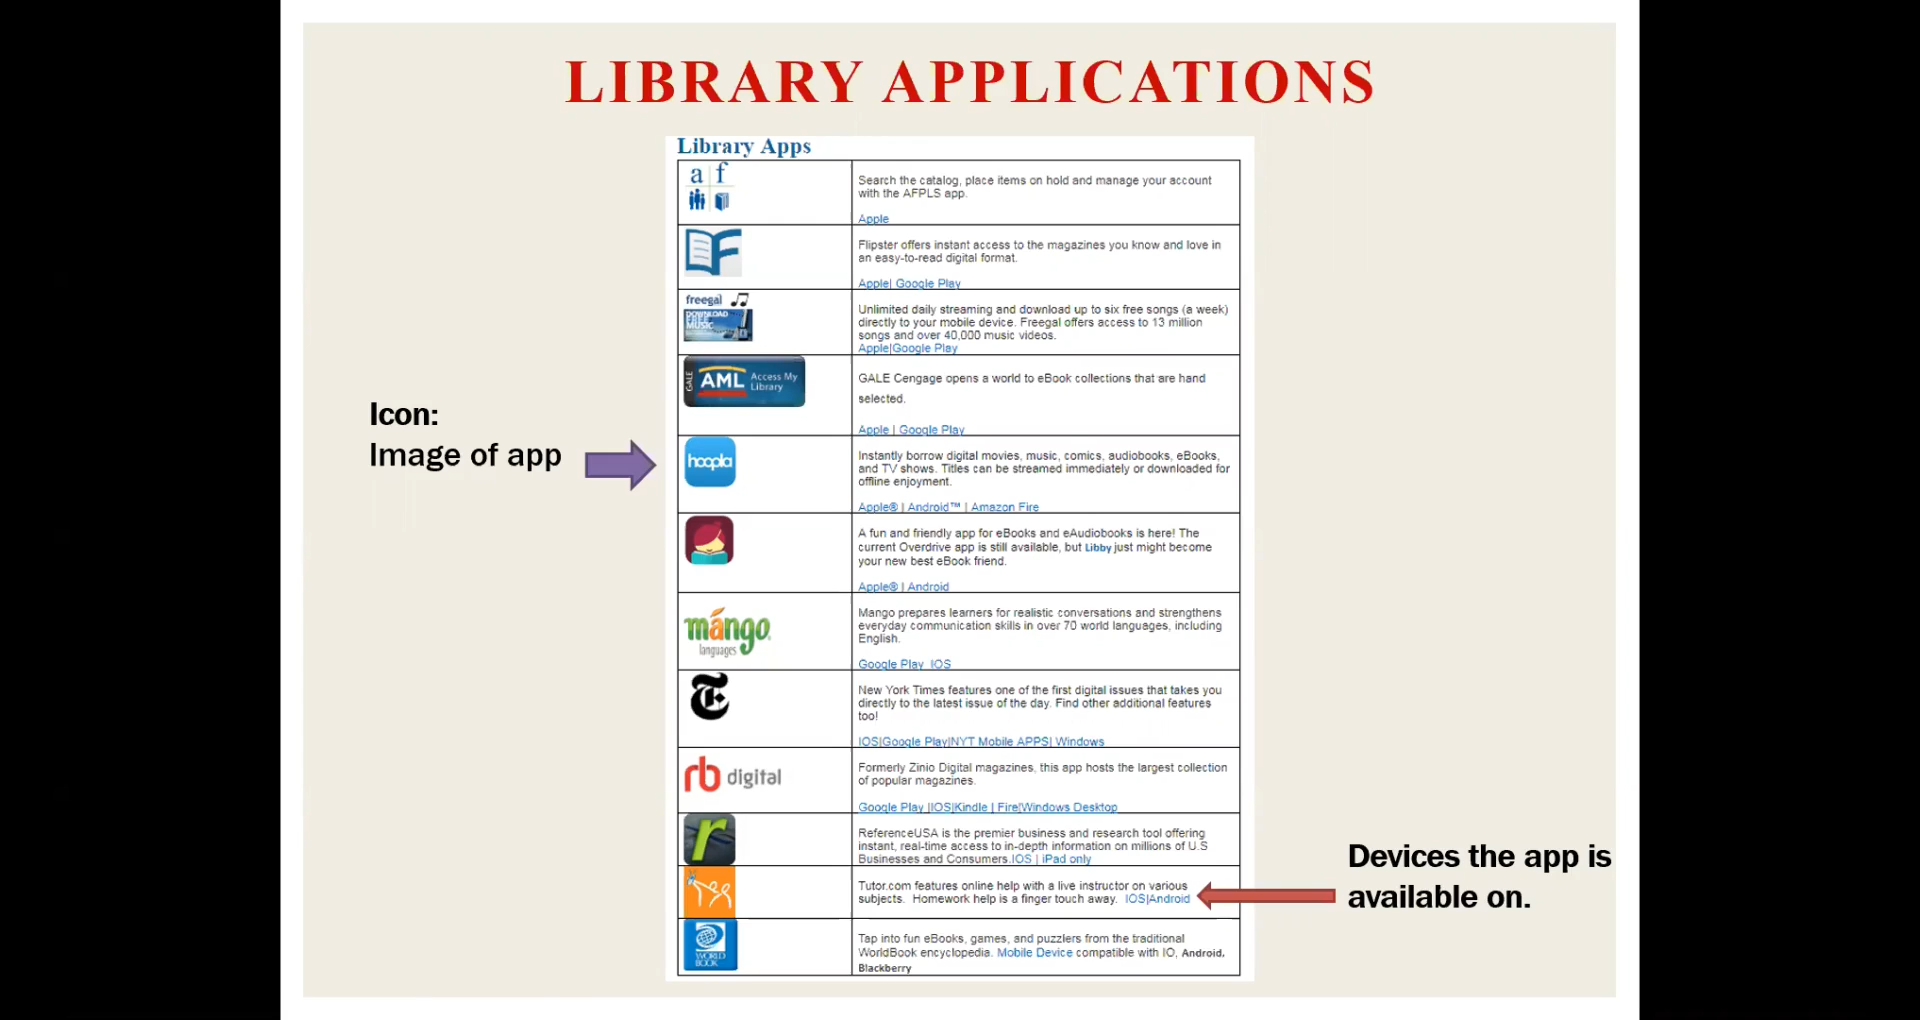 LIBRARY APPLICATIONS
Library Apps
a f
Search the catalog, place items on hold and manage your account
with the AFPLS app.
Apple
F
Flipster offers instant access to the magazines you know and love in
an easy-to-read digital format.
Apple| Google Play
freegal
DOWNLOAD
FREE
MUSIC
Unlimited daily streaming and download up to six free songs (a week)
directly to your mobile device. Freegal offers access to 13 million
songs and over 40,000 music videos.
Apple|Google Play
GALE
AML Access My
Library
GALE Cengage opens a world to eBook collections that are hand
selected.
Apple | Google Play
Icon:
Image of app
hoopla
Instantly borrow digital movies, music, comics, audiobooks, eBooks,
and TV shows. Titles can be streamed immediately or downloaded for
offline enjoyment.
Apple® | Android™ | Amazon Fire
A fun and friendly app for eBooks and eAudiobooks is here! The
current Overdrive app is still available, but Libby just might become
your new best eBook friend.
Apple® | Android
mango
languages
Mango prepares learners for realistic conversations and strengthens
everyday communication skills in over 70 world languages, including
English.
Google Play IOS
T
New York Times features one of the first digital issues that takes you
directly to the latest issue of the day. Find other additional features
too!
IOS|Google Play|NYT Mobile APPS| Windows
rb digital
Formerly Zinio Digital magazines, this app hosts the largest collection
of popular magazines.
Google Play |IOS|Kindle | Fire|Windows Desktop
r
ReferenceUSA is the premier business and research tool offering
instant, real-time access to in-depth information on millions of U.S
Businesses and Consumers.IOS | iPad only
Tutor.com features online help with a live instructor on various
subjects. Homework help is a finger touch away. IOS|Android
Devices the app is
available on.
WORLD
BOOK
Tap into fun eBooks, games, and puzzlers from the traditional
WorldBook encyclopedia. Mobile Device compatible with IO, Android,
Blackberry